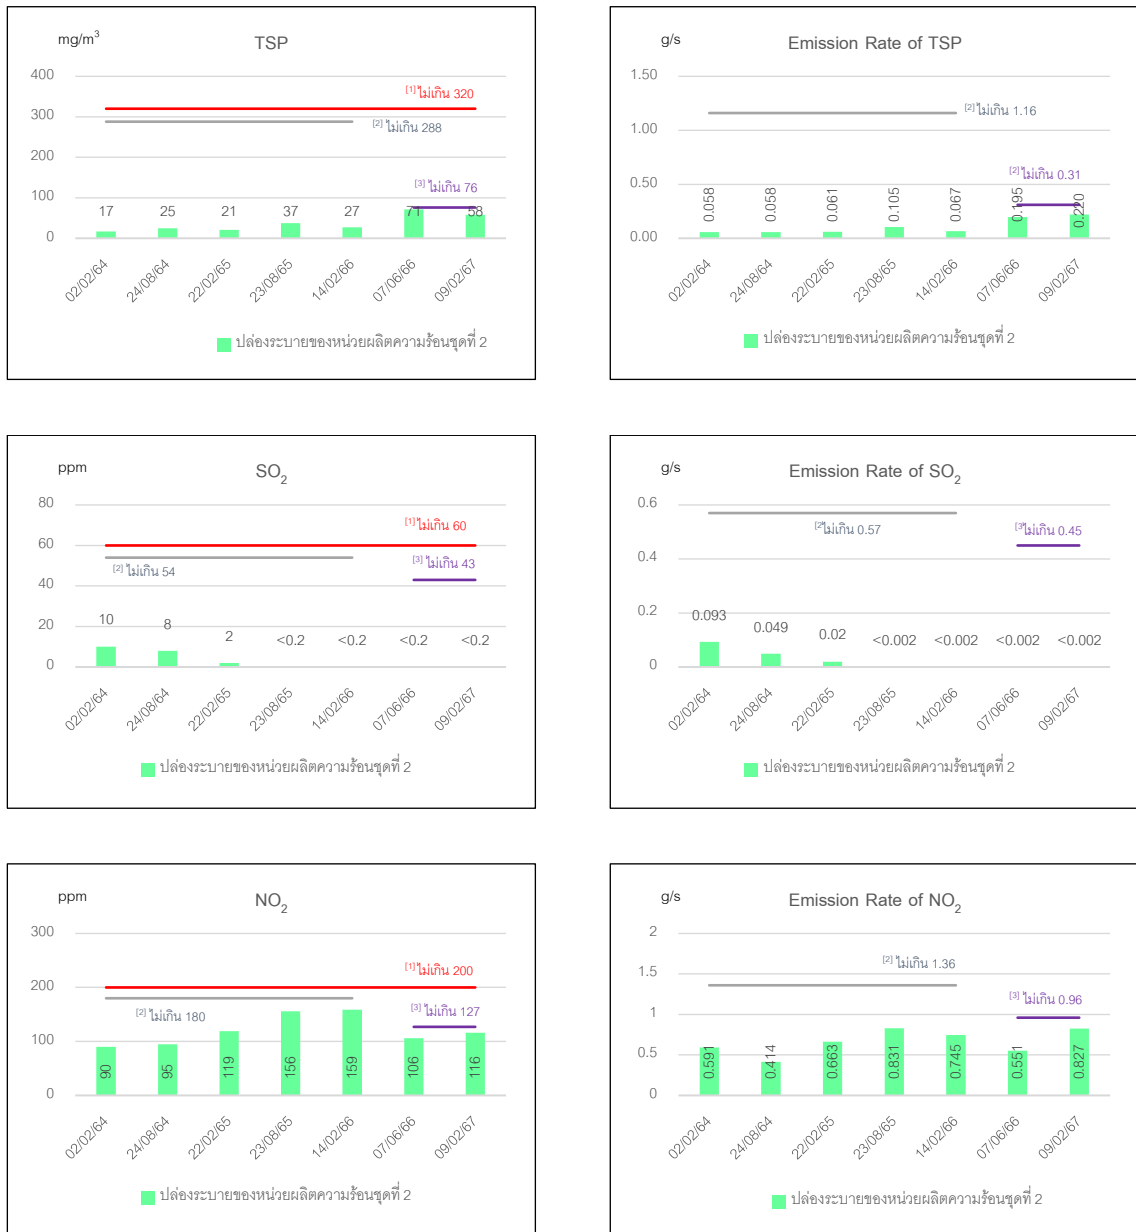 mg/m³
TSP
400
300
200
100
0
[1] ไม่เกิน 320
[2] ไม่เกิน 288
[3] ไม่เกิน 76
17 25 21 37 27 71 58
02/02/64 24/08/64 22/02/65 23/08/65 14/02/66 07/06/66 09/02/67
ปล่องระบายของหน่วยผลิตความร้อนชุดที่ 2
g/s
Emission Rate of TSP
1.50
1.00
0.50
0.00
[2] ไม่เกิน 1.16
[2] ไม่เกิน 0.31
0.058 0.058 0.061 0.105 0.067 0.195 0.220
02/02/64 24/08/64 22/02/65 23/08/65 14/02/66 07/06/66 09/02/67
ปล่องระบายของหน่วยผลิตความร้อนชุดที่ 2
ppm
SO₂
80
60
40
20
0
[1] ไม่เกิน 60
[2] ไม่เกิน 54
[3] ไม่เกิน 43
10 8 2 <0.2 <0.2 <0.2 <0.2
02/02/64 24/08/64 22/02/65 23/08/65 14/02/66 07/06/66 09/02/67
ปล่องระบายของหน่วยผลิตความร้อนชุดที่ 2
g/s
Emission Rate of SO₂
0.6
0.4
0.2
0
[2 ไม่เกิน 0.57
[3 ไม่เกิน 0.45
0.093 0.049 0.02 <0.002 <0.002 <0.002 <0.002
02/02/64 24/08/64 22/02/65 23/08/65 14/02/66 07/06/66 09/02/67
ปล่องระบายของหน่วยผลิตความร้อนชุดที่ 2
ppm
NO₂
300
200
100
0
[1] ไม่เกิน 200
[2] ไม่เกิน 180
[3] ไม่เกิน 127
90 95 119 156 159 106 116
02/02/64 24/08/64 22/02/65 23/08/65 14/02/66 07/06/66 09/02/67
ปล่องระบายของหน่วยผลิตความร้อนชุดที่ 2
g/s
Emission Rate of NO₂
2
1.5
1
0.5
0
[2] ไม่เกิน 1.36
[3] ไม่เกิน 0.96
0.591 0.414 0.663 0.831 0.745 0.551 0.827
02/02/64 24/08/64 22/02/65 23/08/65 14/02/66 07/06/66 09/02/67
ปล่องระบายของหน่วยผลิตความร้อนชุดที่ 2